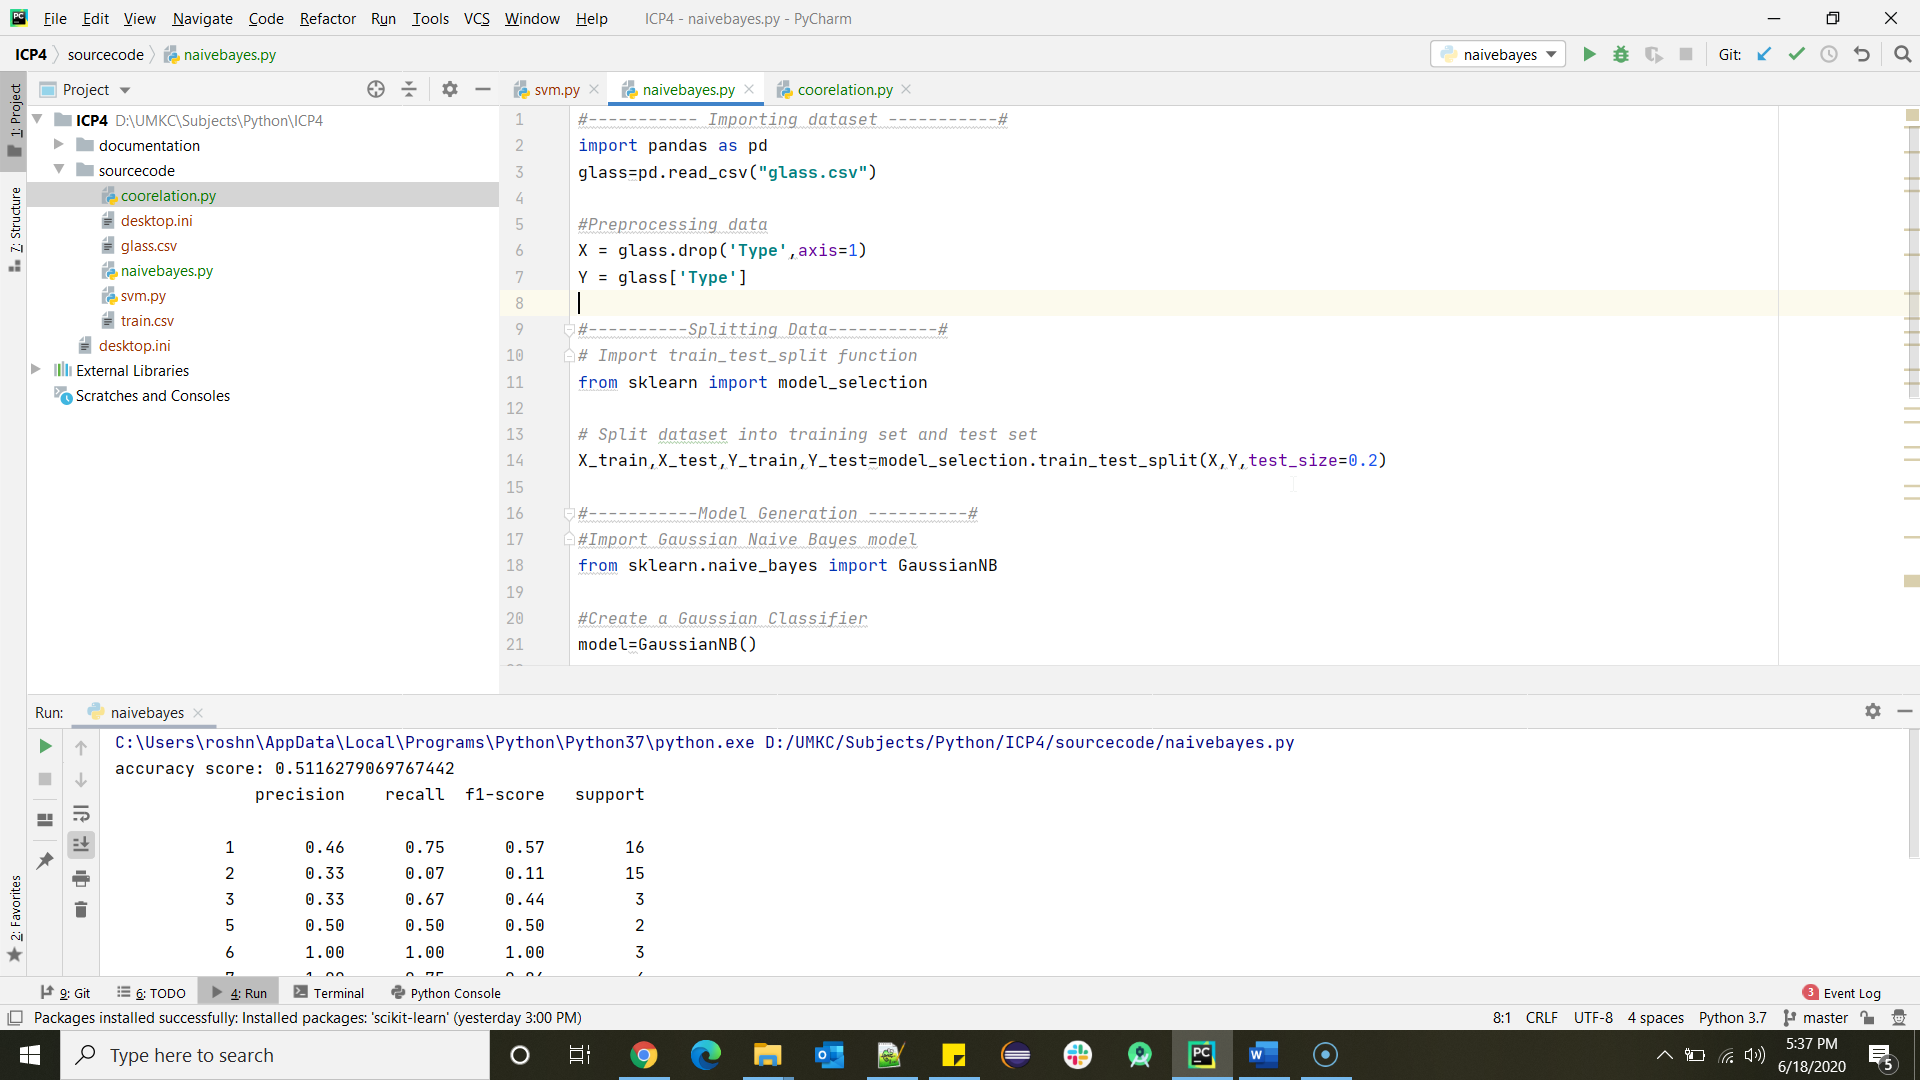 File Edit View Navigate Code Refactor Run Tools VCS Window Help ICP4 - naivebayes.py - PyCharm
ICP4 sourcecode naivebayes.py naivebayes Git:
1: Project
7: Structure
2: Favorites
Project
ICP4 D:\UMKC\Subjects\Python\ICP4
documentation
sourcecode
coorelation.py
desktop.ini
glass.csv
naivebayes.py
svm.py
train.csv
desktop.ini
External Libraries
Scratches and Consoles
svm.py naivebayes.py coorelation.py
1 #----------- Importing dataset -----------#
2 import pandas as pd
3 glass=pd.read_csv("glass.csv")
4
5 #Preprocessing data
6 X = glass.drop('Type',axis=1)
7 Y = glass['Type']
8
9 #----------Splitting Data-----------#
10 # Import train_test_split function
11 from sklearn import model_selection
12
13 # Split dataset into training set and test set
14 X_train,X_test,Y_train,Y_test=model_selection.train_test_split(X,Y,test_size=0.2)
15
16 #-----------Model Generation ----------#
17 #Import Gaussian Naive Bayes model
18 from sklearn.naive_bayes import GaussianNB
19
20 #Create a Gaussian Classifier
21 model=GaussianNB()
Run: naivebayes
C:\Users\roshn\AppData\Local\Programs\Python\Python37\python.exe D:/UMKC/Subjects/Python/ICP4/sourcecode/naivebayes.py
accuracy score: 0.5116279069767442
precision recall f1-score support
1 0.46 0.75 0.57 16
2 0.33 0.07 0.11 15
3 0.33 0.67 0.44 3
5 0.50 0.50 0.50 2
6 1.00 1.00 1.00 3
9: Git 6: TODO 4: Run Terminal Python Console 3 Event Log
Packages installed successfully: Installed packages: 'scikit-learn' (yesterday 3:00 PM) 8:1 CRLF UTF-8 4 spaces Python 3.7 master
Type here to search
5:37 PM
6/18/2020
5